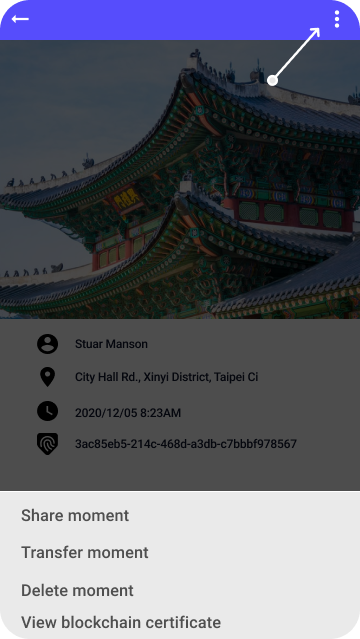 Stuar Manson
City Hall Rd., Xinyi District, Taipei Ci
2020/12/05 8:23AM
3ac85eb5-214c-468d-a3db-c7bbbf978567
Share moment
Transfer moment
Delete moment
View blockchain certificate